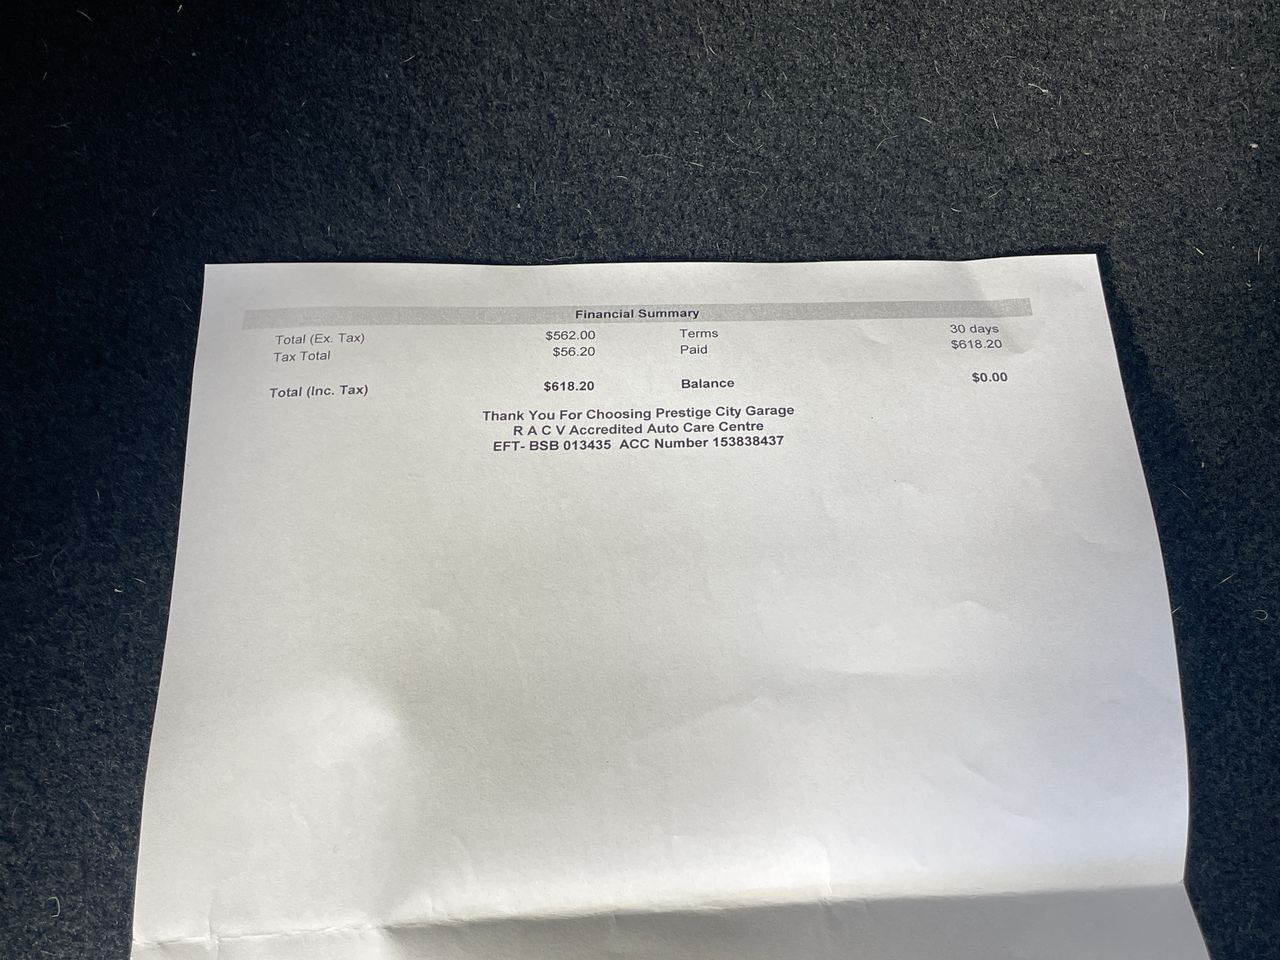 Financial Summary
Total (Ex. Tax) $562.00 Terms 30 days
Tax Total $56.20 Paid $618.20
Total (Inc. Tax) $618.20 Balance $0.00
Thank You For Choosing Prestige City Garage
R A C V Accredited Auto Care Centre
EFT- BSB 013435 ACC Number 153838437